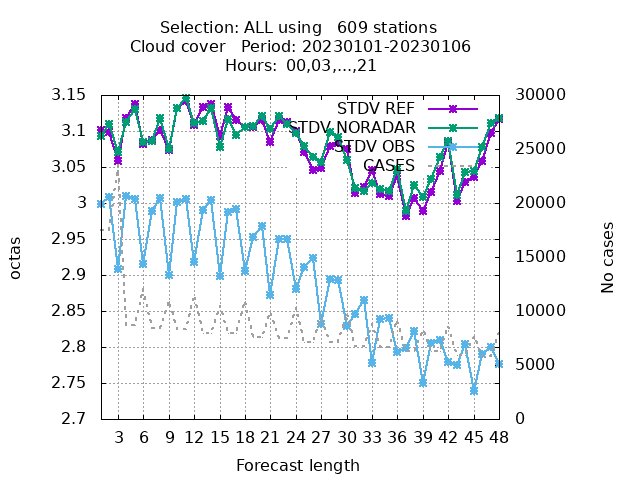 Selection: ALL using 609 stations
Cloud cover Period: 20230101-20230106
Hours: 00,03,...,21
3.15
3.1
3.05
3
2.95
2.9
2.85
2.8
2.75
2.7
octas
STDV REF
STDV NORADAR
STDV OBS
CASES
30000
25000
20000
15000
10000
5000
0
No cases
3 6 9 12 15 18 21 24 27 30 33 36 39 42 45 48
Forecast length